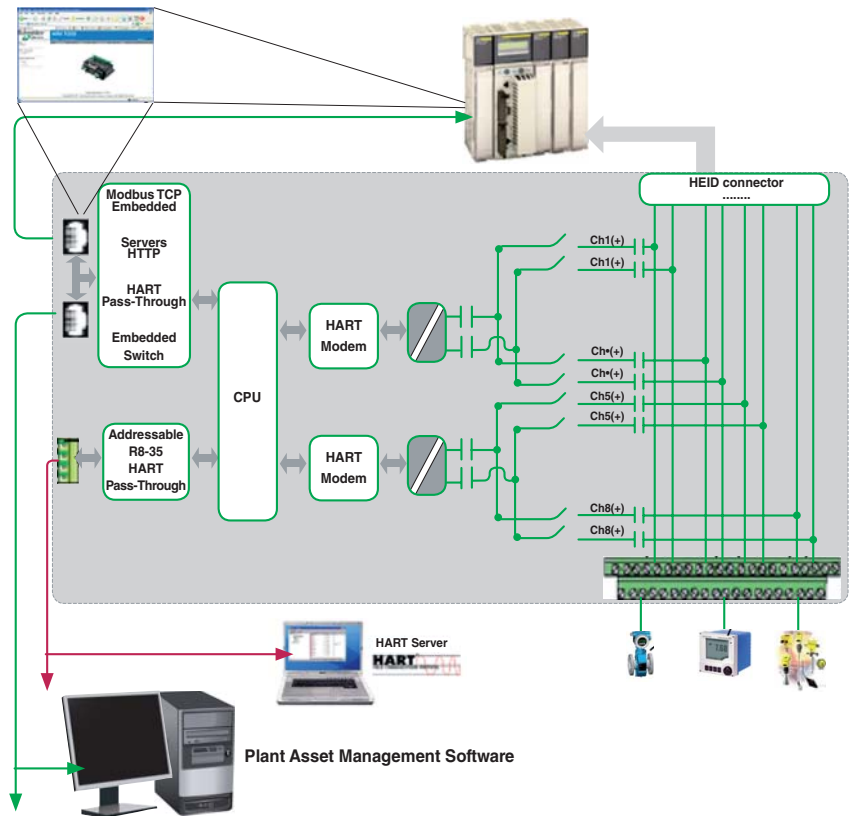 HEID connector
........
Modbus TCP
Embedded
Servers
HTTP
HART
Pass-Through
Embedded
Switch
CPU
HART
Modem
Ch1(+)
Ch1(+)
Ch•(+)
Ch•(+)
Ch5(+)
Ch5(+)
Addressable
R8-35
HART
Pass-Through
HART
Modem
Ch8(+)
Ch8(+)
HART Server
HART
Plant Asset Management Software